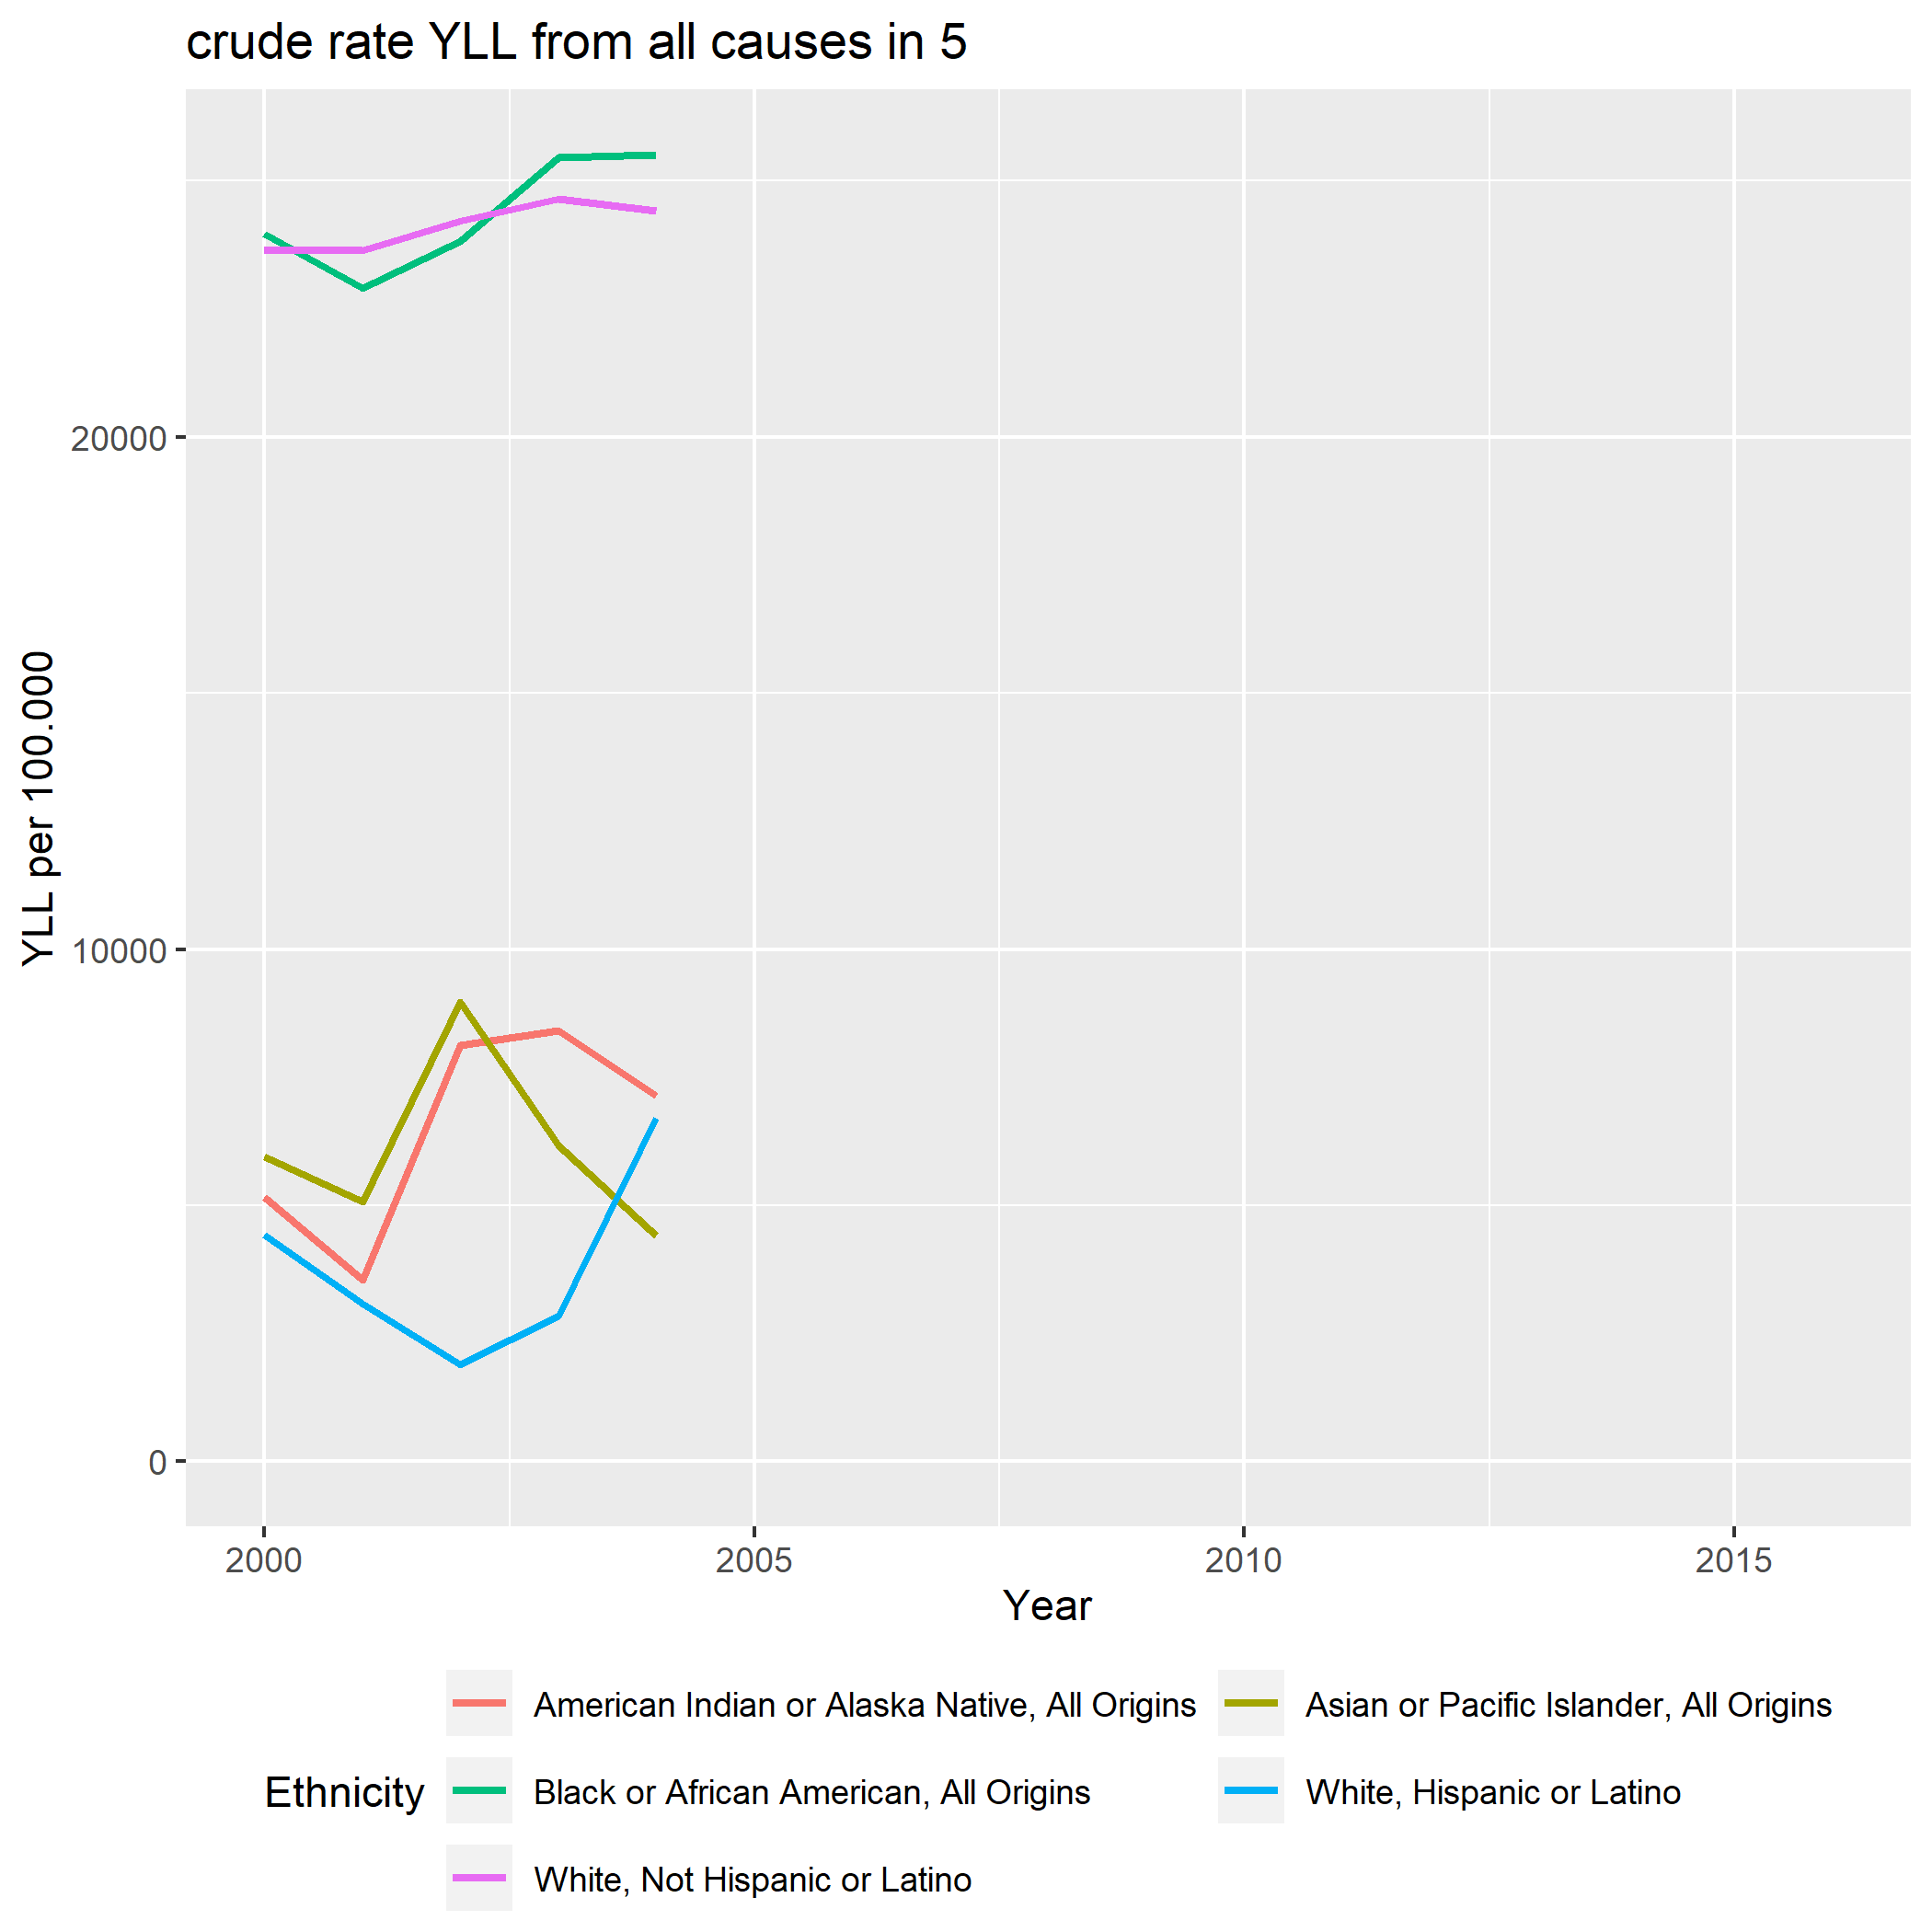 crude rate YLL from all causes in 5
YLL per 100.000
20000
10000
0
2000 2005 2010 2015
Year
Ethnicity
American Indian or Alaska Native, All Origins
Asian or Pacific Islander, All Origins
Black or African American, All Origins
White, Hispanic or Latino
White, Not Hispanic or Latino